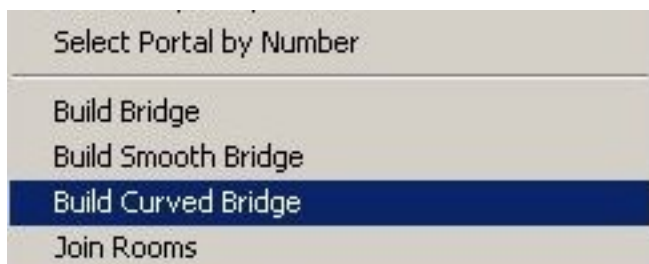 Select Portal by Number
Build Bridge
Build Smooth Bridge
Build Curved Bridge
Join Rooms